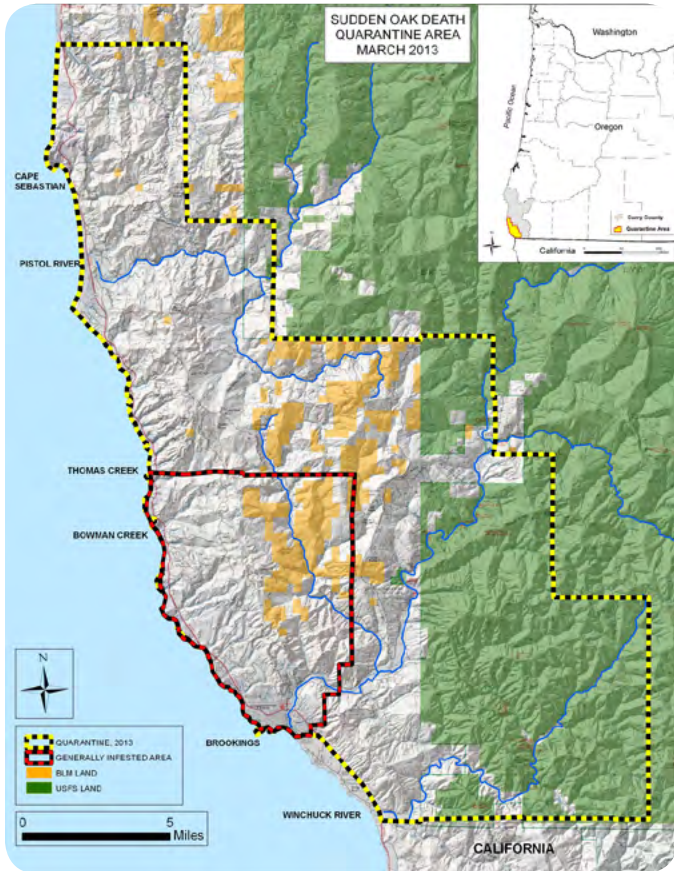 SUDDEN OAK DEATH
QUARANTINE AREA
MARCH 2013
Washington
Pacific Ocean
Oregon
Curry County
Quarantine Area
California
CAPE
SEBASTIAN
PISTOL RIVER
THOMAS CREEK
BOWMAN CREEK
N
BROOKINGS
QUARANTINE, 2013
GENERALLY INFESTED AREA
BLM LAND
USFS LAND
0 5
Miles
WINCHUCK RIVER
CALIFORNIA